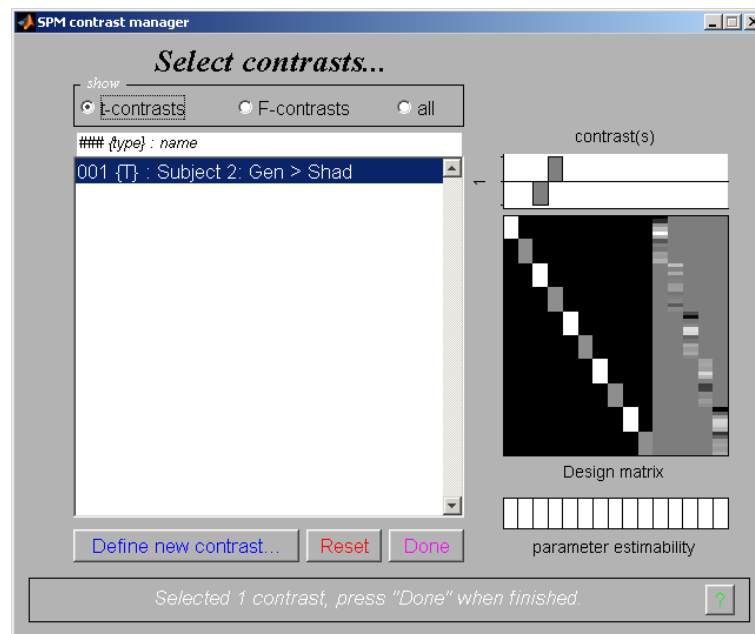 SPM contrast manager
Select contrasts...
show
t-contrasts
F-contrasts
all
### {type} : name
001 {T} : Subject 2: Gen > Shad
contrast(s)
1
Design matrix
parameter estimability
Define new contrast...
Reset
Done
Selected 1 contrast, press "Done" when finished.
?